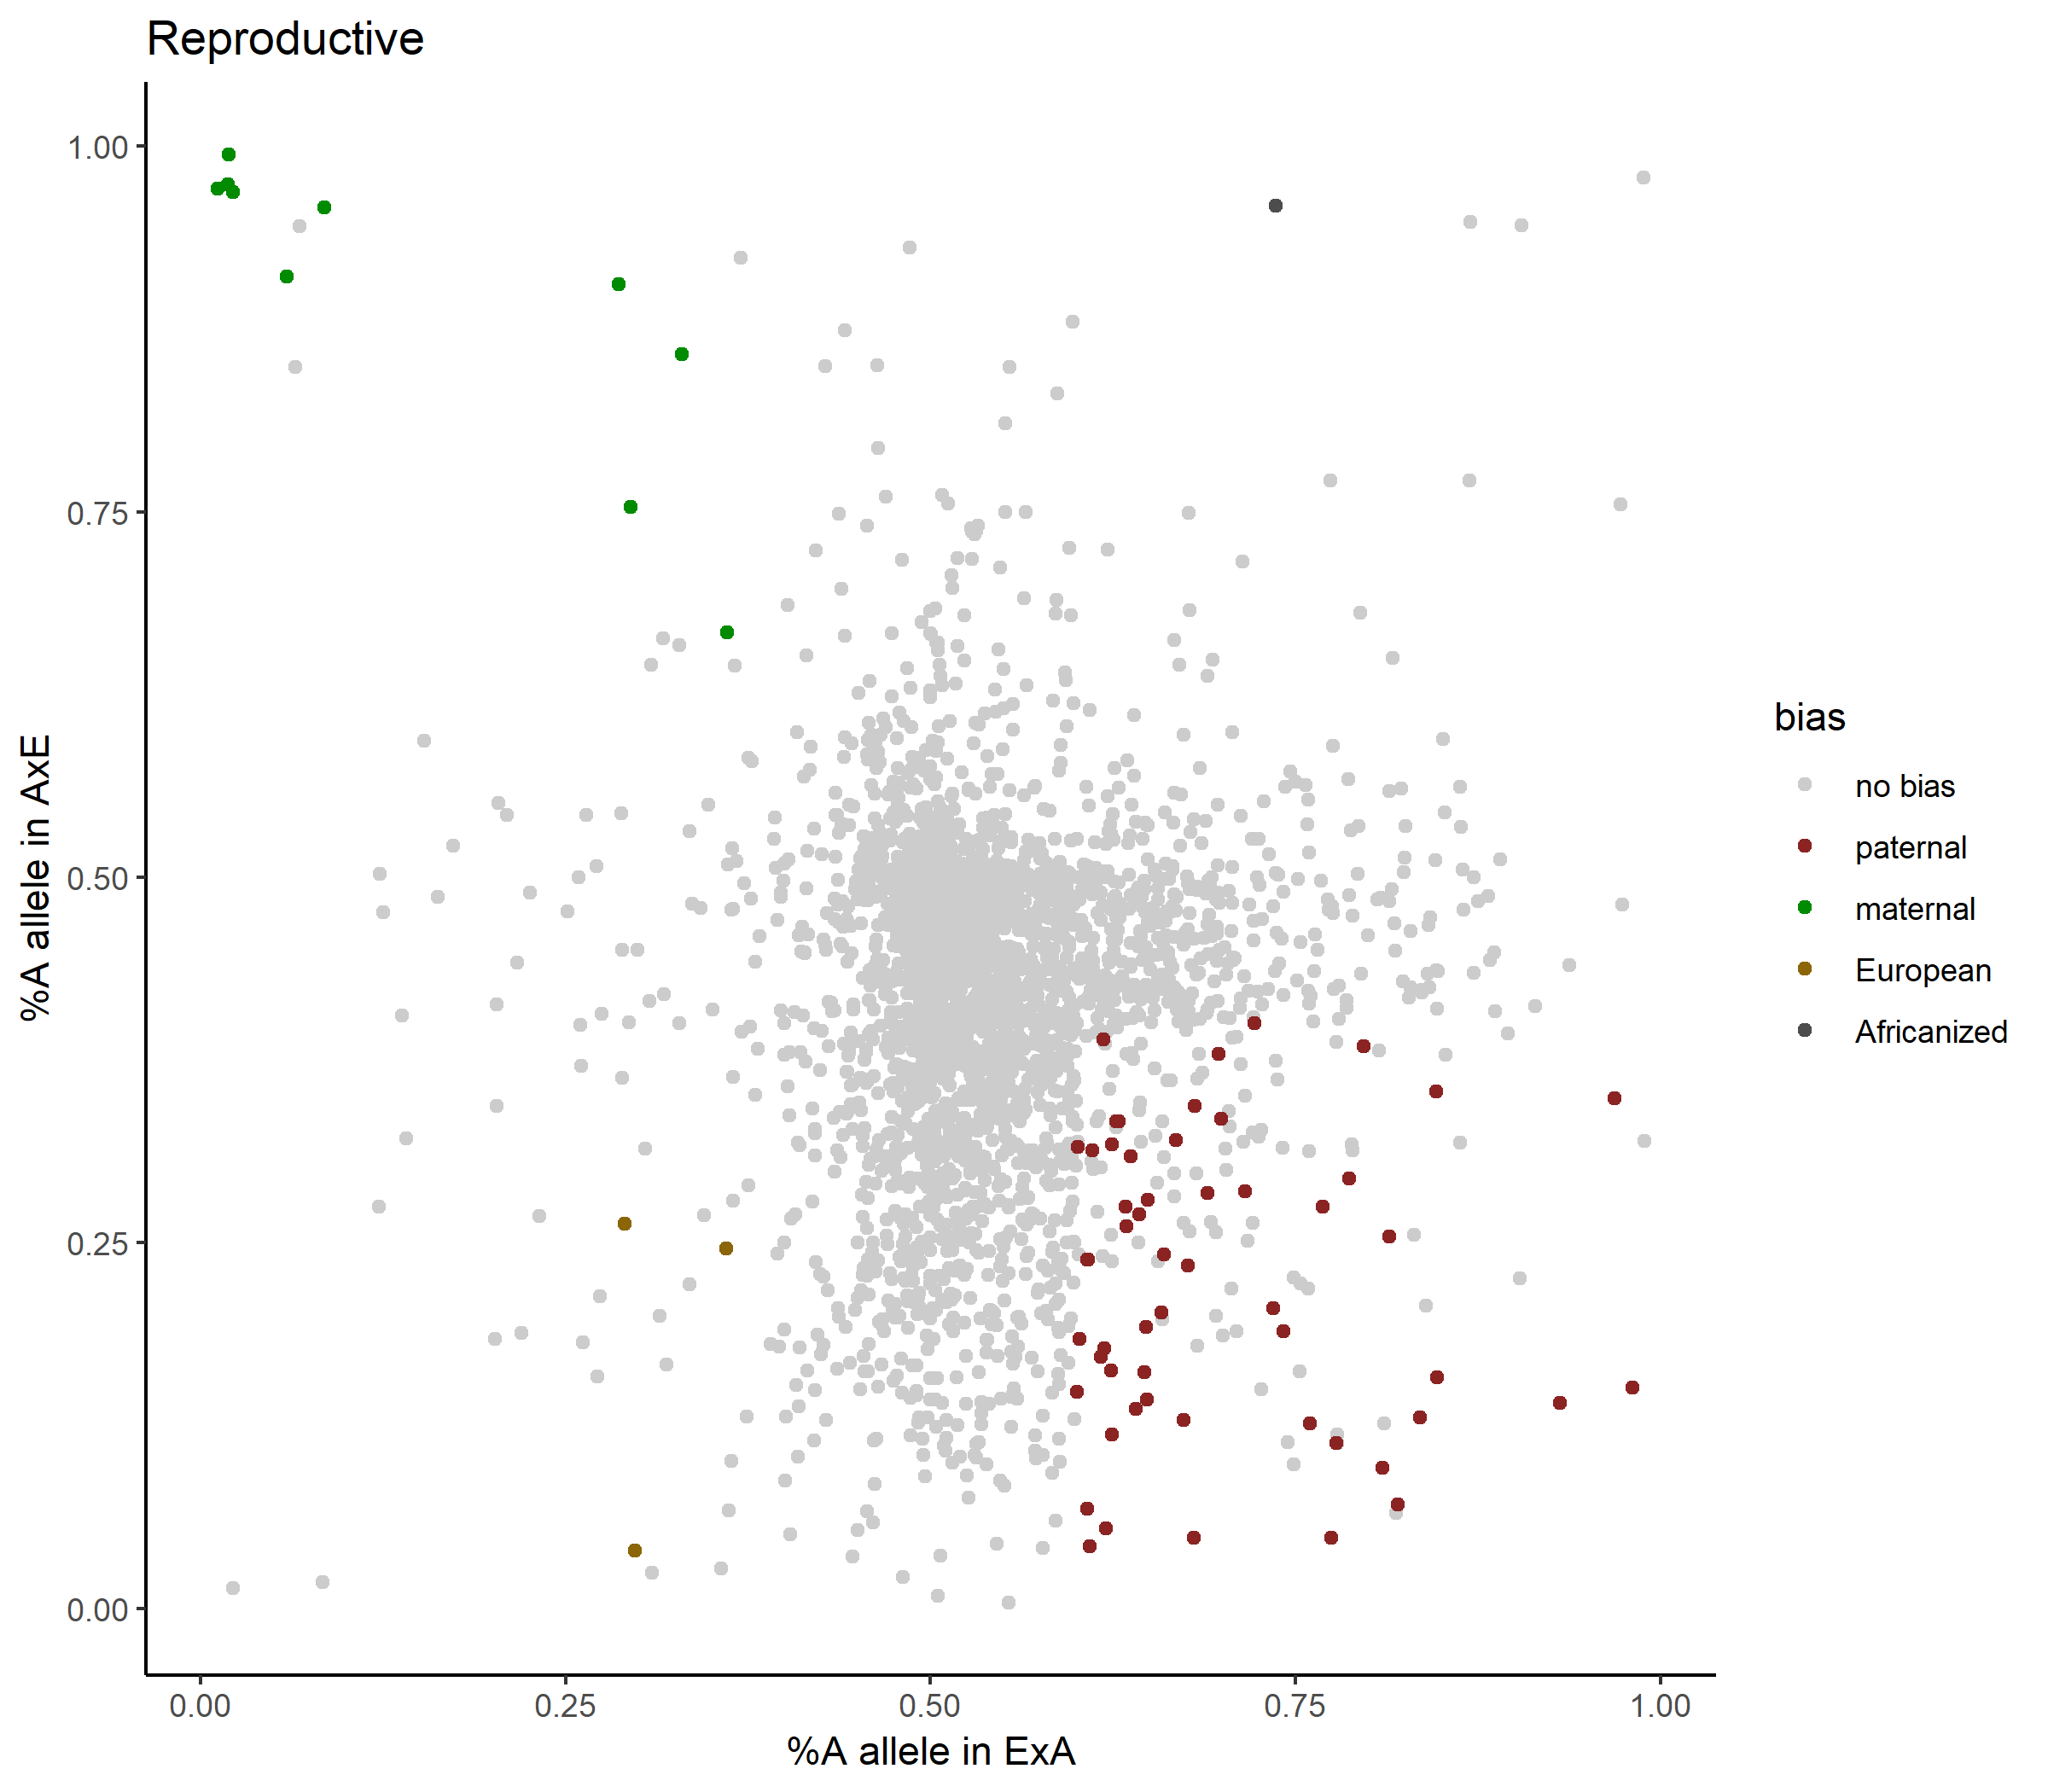 Reproductive
%A allele in AxE
1.00
0.75
0.50
0.25
0.00
0.00 0.25 0.50 0.75 1.00
%A allele in ExA
bias
no bias
paternal
maternal
European
Africanized